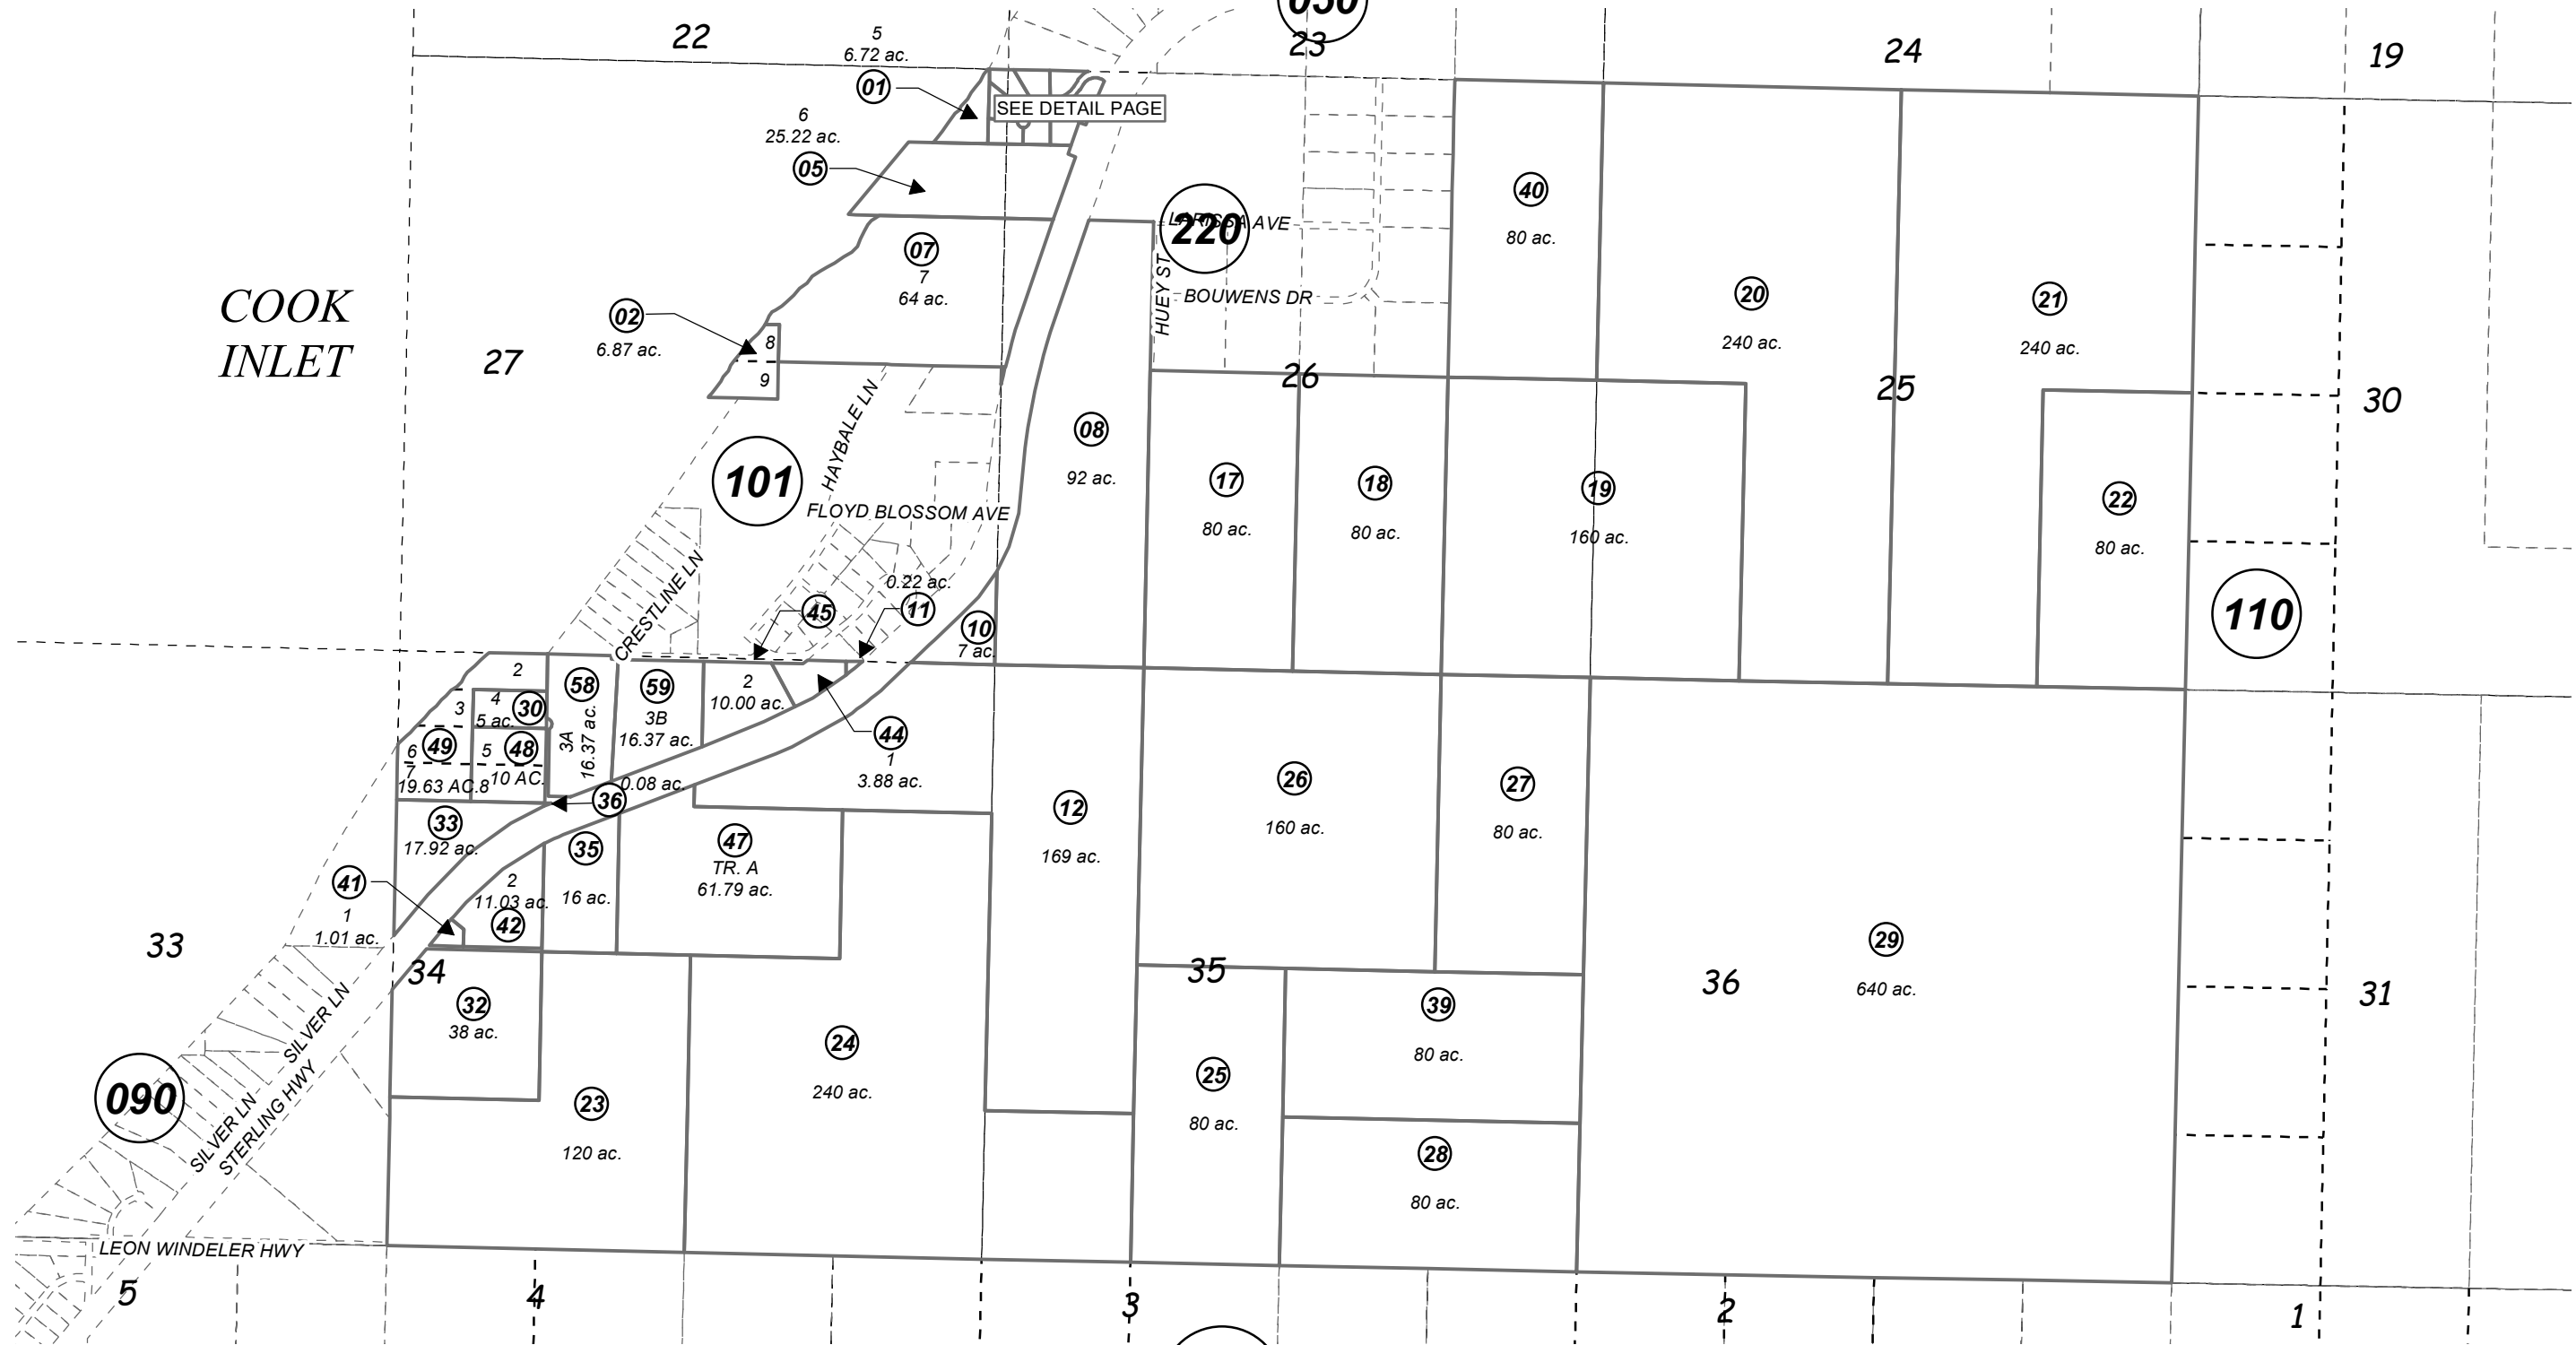 030
22
5
6.72 ac.
23
24
19
01
SEE DETAIL PAGE
6
25.22 ac.
05
40
80 ac.
LARISSA AVE
220
07
7
64 ac.
HUEY ST
BOUWENS DR
20
240 ac.
21
240 ac.
COOK
INLET
02
6.87 ac.
8
9
27
26
25
30
HAYBALE LN
08
92 ac.
101
17
80 ac.
18
80 ac.
19
160 ac.
22
80 ac.
FLOYD BLOSSOM AVE
CRESTLINE LN
0.22 ac.
45
11
10
7 ac.
110
2
58
3A
16.37 ac.
59
3B
16.37 ac.
2
10.00 ac.
4
30
5 ac.
3
44
1
3.88 ac.
6
49
5
48
7
19.63 AC.
8
10 AC.
0.08 ac.
36
26
160 ac.
27
80 ac.
12
169 ac.
33
17.92 ac.
35
16 ac.
47
TR. A
61.79 ac.
41
1
1.01 ac.
2
11.03 ac.
42
33
34
35
36
29
640 ac.
31
32
38 ac.
39
80 ac.
SILVER LN
24
240 ac.
25
80 ac.
090
SILVER LN
STERLING HWY
23
120 ac.
28
80 ac.
LEON WINDELER HWY
5
4
3
2
1